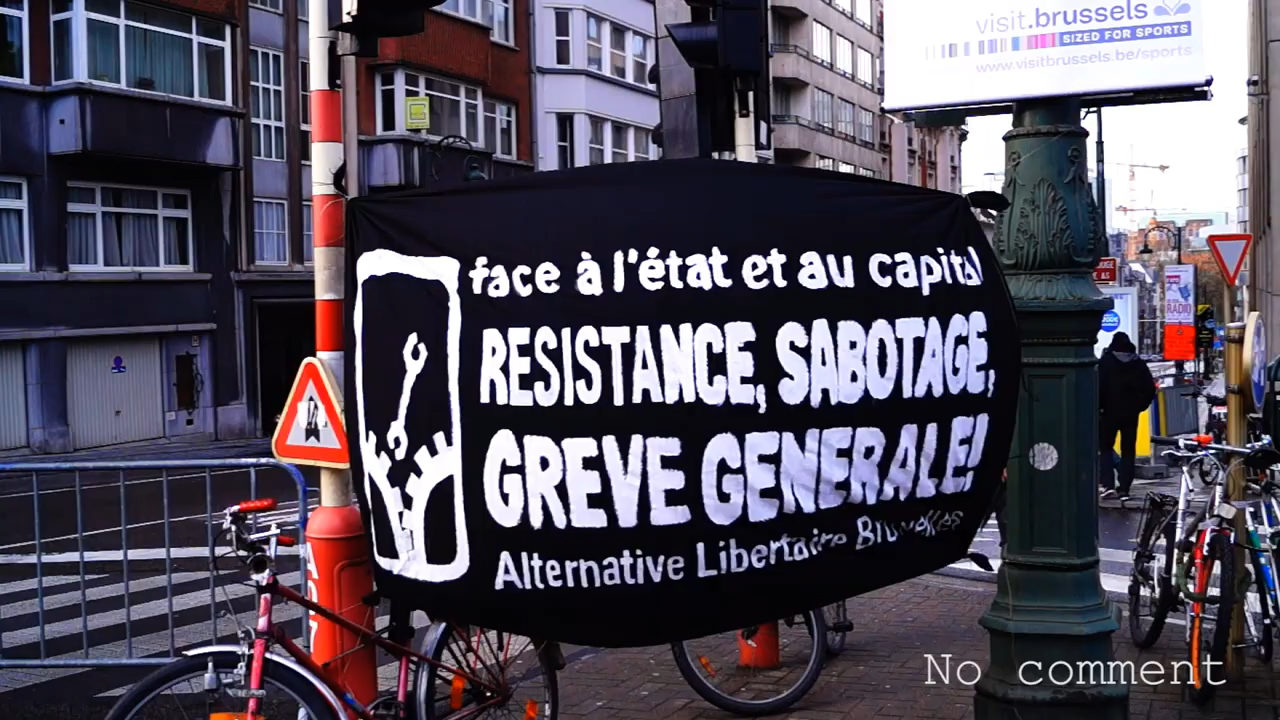 visit.brussels
SIZED FOR SPORTS
www.visitbrussels.be/sports
face à l'état et au capital
RESISTANCE, SABOTAGE,
GREVE GENERALE!
Alternative Libertaire Bruxelles
RADIO
No comment